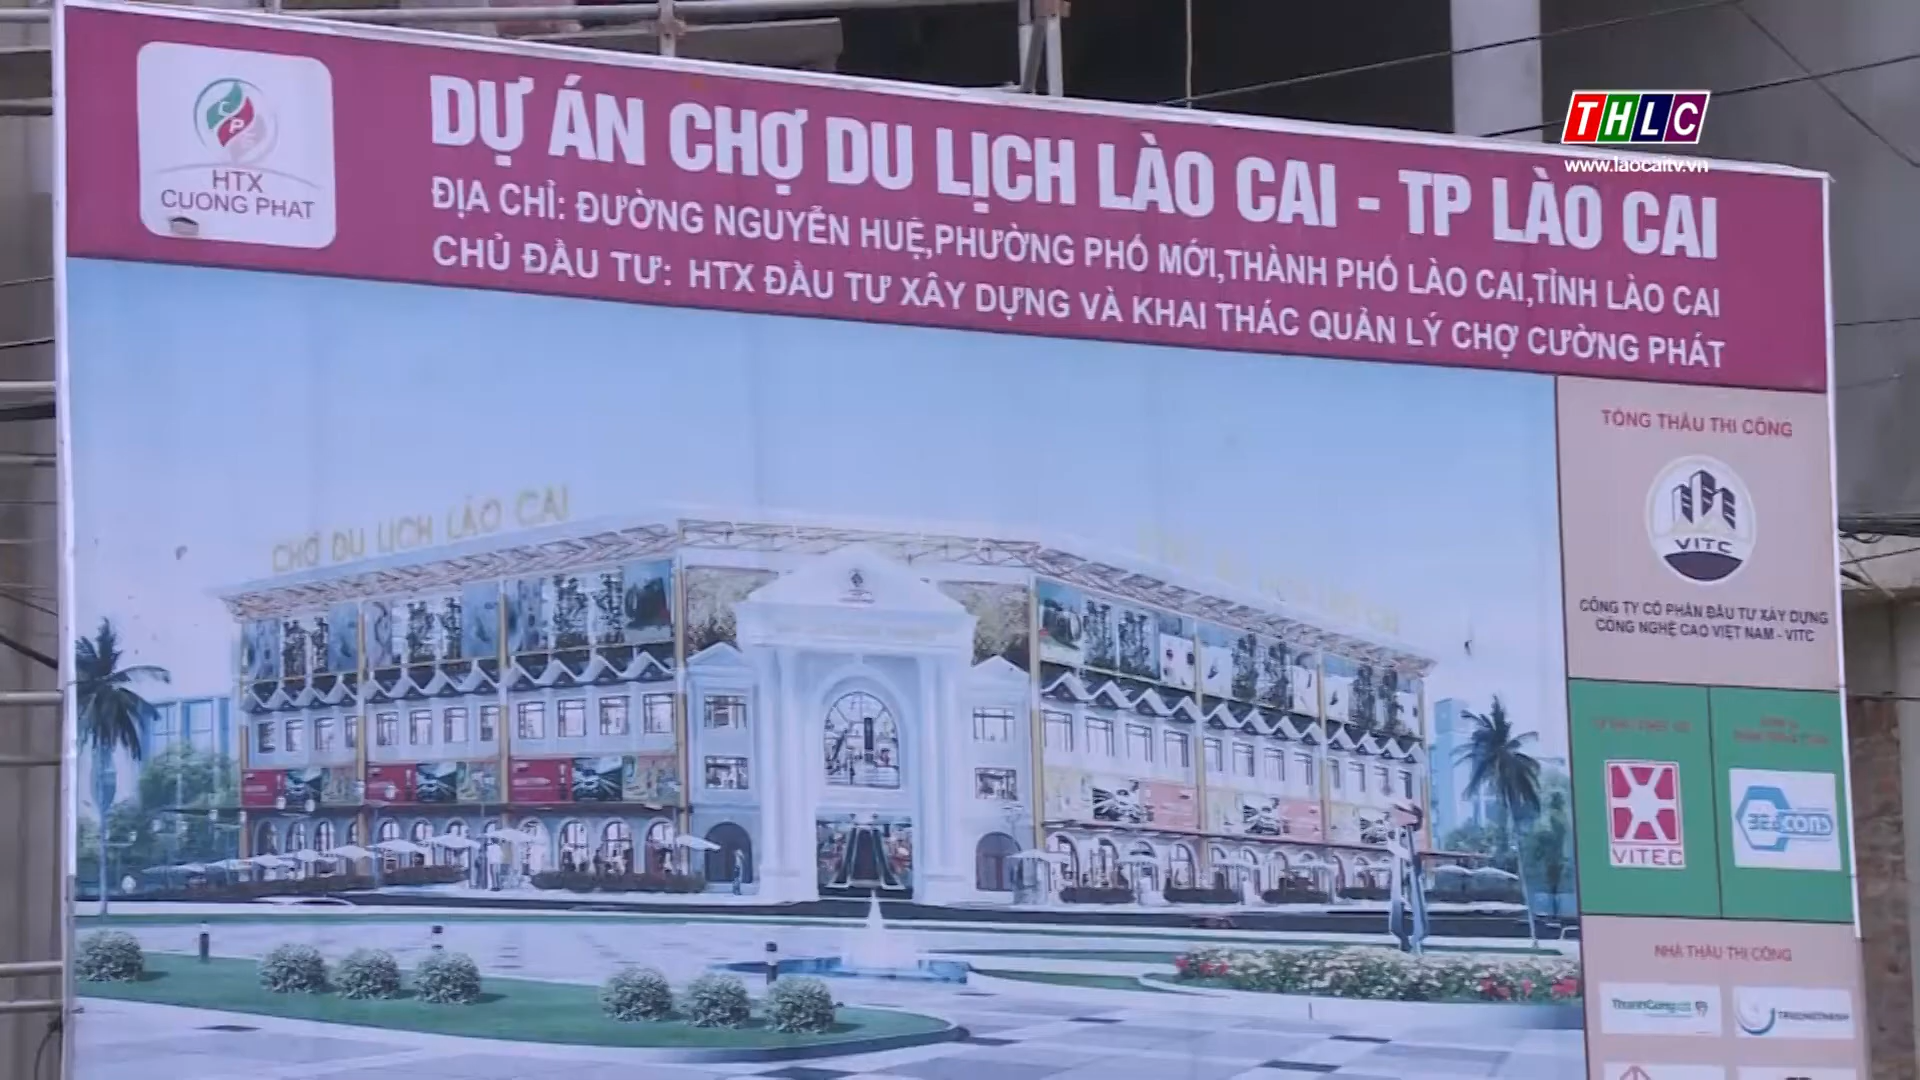 THLC
www.laocaitv.vn
CPS
HTX
CUONG PHAT
DỰ ÁN CHỢ DU LỊCH LÀO CAI - TP LÀO CAI
ĐỊA CHỈ: ĐƯỜNG NGUYỄN HUỆ,PHƯỜNG PHỐ MỚI,THÀNH PHỐ LÀO CAI,TỈNH LÀO CAI
CHỦ ĐẦU TƯ: HTX ĐẦU TƯ XÂY DỰNG VÀ KHAI THÁC QUẢN LÝ CHỢ CƯỜNG PHÁT
CHỢ DU LỊCH LÀO CAI
TỔNG THẦU THI CÔNG
VITC
CÔNG TY CỔ PHẦN ĐẦU TƯ XÂY DỰNG
CÔNG NGHỆ CAO VIỆT NAM - VITC
VITEC
NHÀ THẦU THI CÔNG